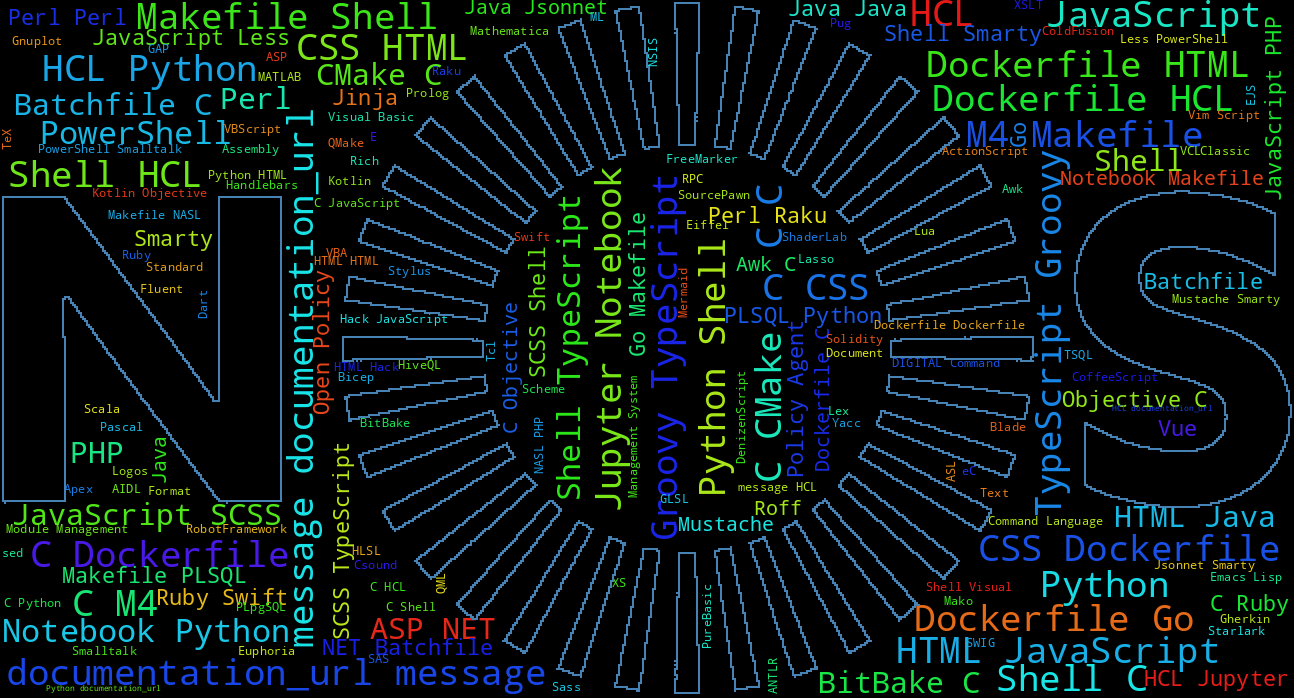 Perl Perl
Makefile Shell
Java Jsonnet
ML
Java Java
HCL
XSLT
JavaScript
Gnuplot
JavaScript Less
GAP
ASP
CSS HTML
Mathematica
NSIS
Pug
Shell Smarty
ColdFusion
Less PowerShell
JavaScript PHP
HCL Python
MATLAB
CMake C
Raku
Dockerfile HTML
Batchfile C
Perl
Jinja
Prolog
Dockerfile HCL
EJS
TeX
PowerShell
VBScript
Visual Basic
M4
Go
Makefile
Vim Script
PowerShell Smalltalk
Assembly
QMake
E
Rich
FreeMarker
ActionScript
Shell
VCLClassic
Shell HCL
Python HTML
Handlebars
Kotlin
RPC
Notebook Makefile
Kotlin Objective
C JavaScript
SourcePawn
Awk
Makefile NASL
Perl Raku
C C
Eiffel
Smarty
Swift
ShaderLab
Lua
Ruby
Standard
VBA
HTML HTML
Stylus
Awk C
Lasso
Fluent
Dart
C CSS
Batchfile
Mustache Smarty
message documentation_url
Open Policy
Hack JavaScript
Mermaid
PLSQL Python
Dockerfile Dockerfile
Solidity
Document
Tcl
HTML Hack
HiveQL
Bicep
DIGITAL Command
TSQL
CoffeeScript
Scheme
C Objective
SCSS Shell
Shell TypeScript
Jupyter Notebook
Go Makefile
Groovy TypeScript
Python Shell
C CMake
Policy Agent
Dockerfile C
TypeScript Groovy
Objective C
HCL documentation_url
Scala
Pascal
BitBake
Management System
DenizenScript
Lex
Yacc
Blade
Vue
PHP
Java
Logos
NASL PHP
Apex
AIDL
Format
SCSS TypeScript
ASL
Text
GLSL
message HCL
Roff
JavaScript SCSS
Mustache
Command Language
HTML Java
Module Management
RobotFramework
sed
C Dockerfile
HLSL
Csound
CSS Dockerfile
Makefile PLSQL
QML
XS
PureBasic
Jsonnet Smarty
Emacs Lisp
C HCL
Shell Visual
Python
C Python
C M4
Ruby Swift
PLpgSQL
C Shell
Mako
C Ruby
Dockerfile Go
Gherkin
Starlark
Notebook Python
ASP NET
Smalltalk
Euphoria
NET Batchfile
SAS
HTML JavaScript
SWIG
documentation_url message
Python documentation_url
Sass
ANTLR
BitBake C
Shell C
HCL Jupyter